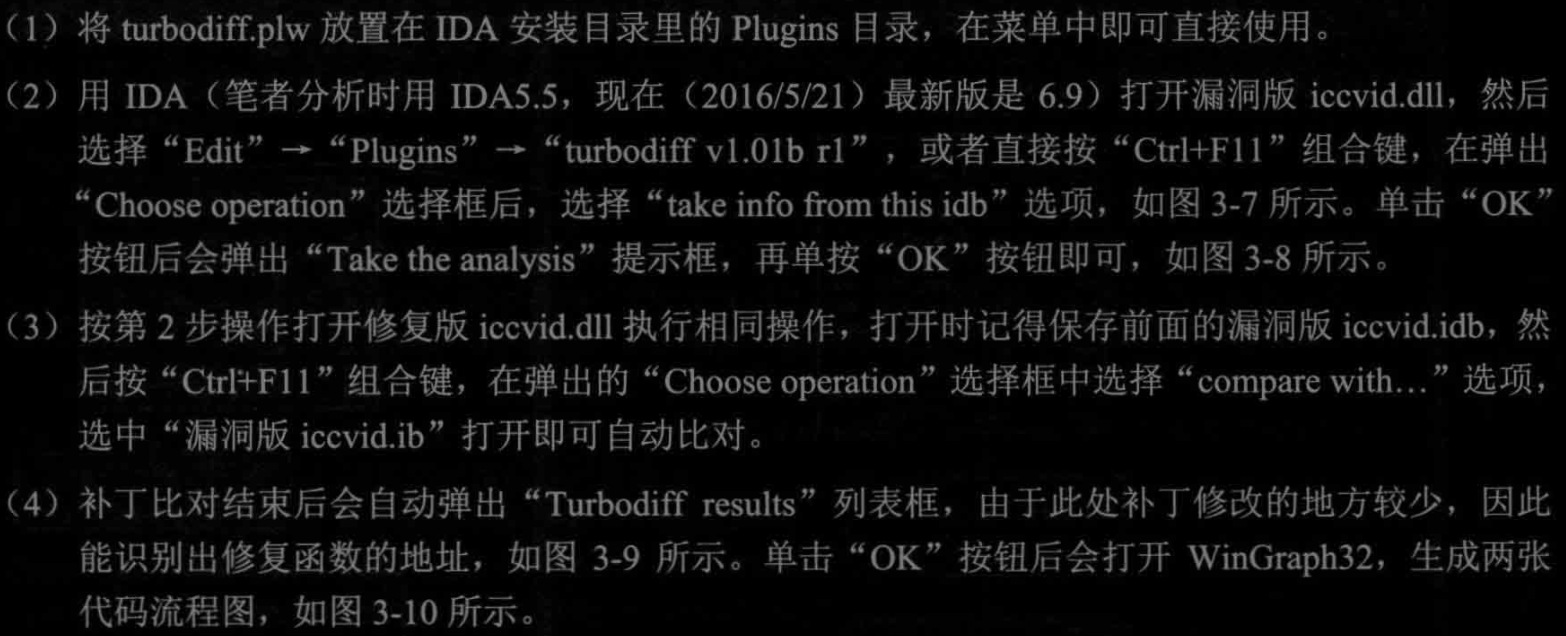 （1）将 turbodiff.plw 放置在 IDA 安装目录里的 Plugins 目录，在菜单中即可直接使用。
（2）用 IDA（笔者分析时用 IDA5.5，现在（2016/5/21）最新版是 6.9）打开漏洞版 iccvid.dll，然后
选择“Edit”→“Plugins”→“turbodiff v1.01b r1”，或者直接按“Ctrl+F11”组合键，在弹出
“Choose operation”选择框后，选择“take info from this idb”选项，如图 3-7 所示。单击“OK”
按钮后会弹出“Take the analysis”提示框，再单按“OK”按钮即可，如图 3-8 所示。
（3）按第 2 步操作打开修复版 iccvid.dll 执行相同操作，打开时记得保存前面的漏洞版 iccvid.idb，然
后按“Ctrl+F11”组合键，在弹出的“Choose operation”选择框中选择“compare with…”选项，
选中“漏洞版 iccvid.ib”打开即可自动比对。
（4）补丁比对结束后会自动弹出“Turbodiff results”列表框，由于此处补丁修改的地方较少，因此
能识别出修复函数的地址，如图 3-9 所示。单击“OK”按钮后会打开 WinGraph32，生成两张
代码流程图，如图 3-10 所示。